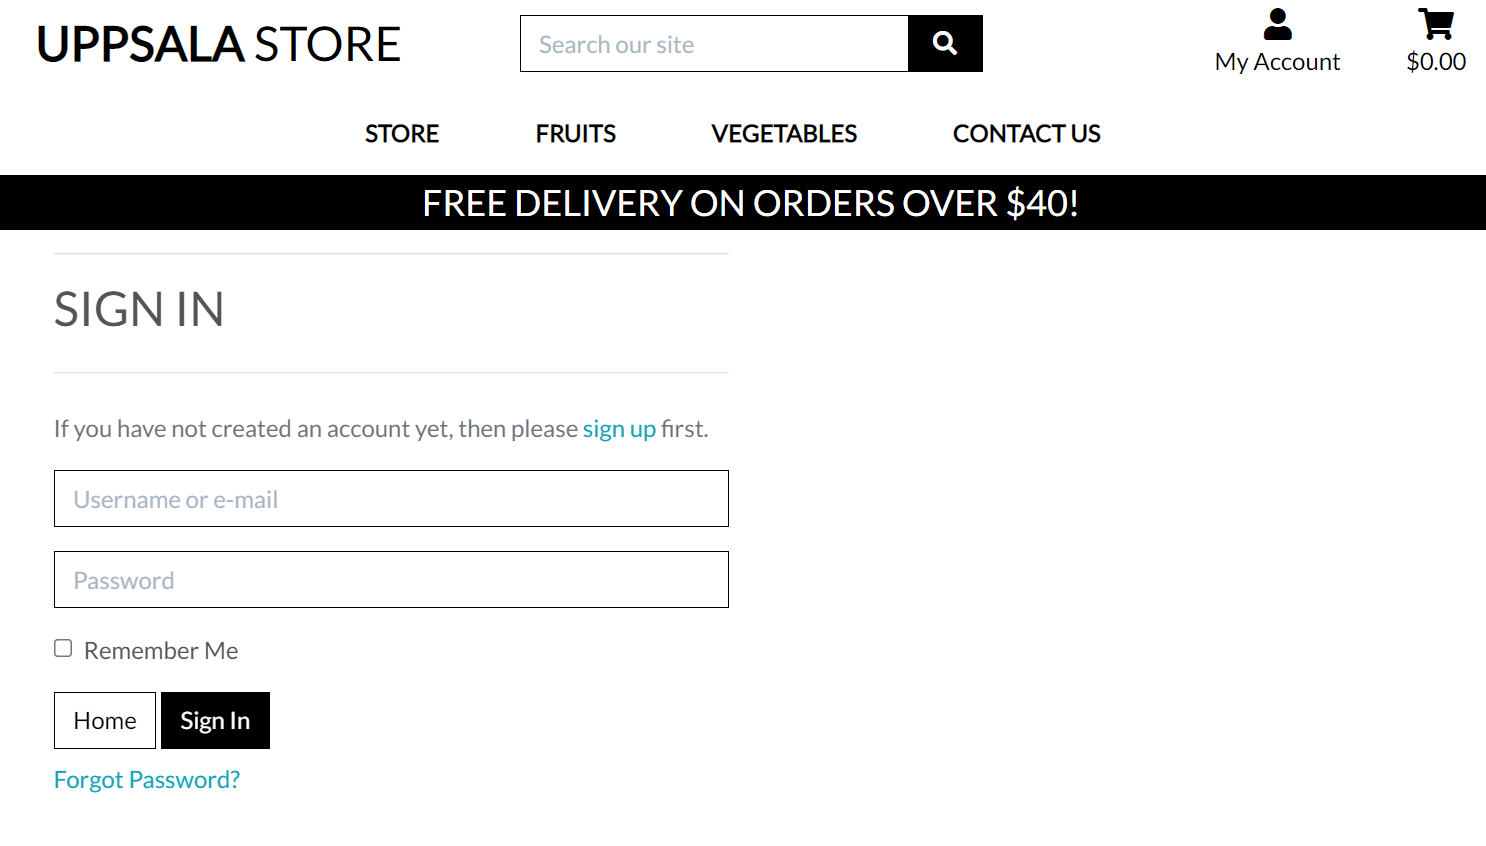 UPPSALA STORE
Search our site
My Account
$0.00
STORE FRUITS VEGETABLES CONTACT US
FREE DELIVERY ON ORDERS OVER $40!
SIGN IN
If you have not created an account yet, then please sign up first.
Username or e-mail
Password
Remember Me
Home Sign In
Forgot Password?